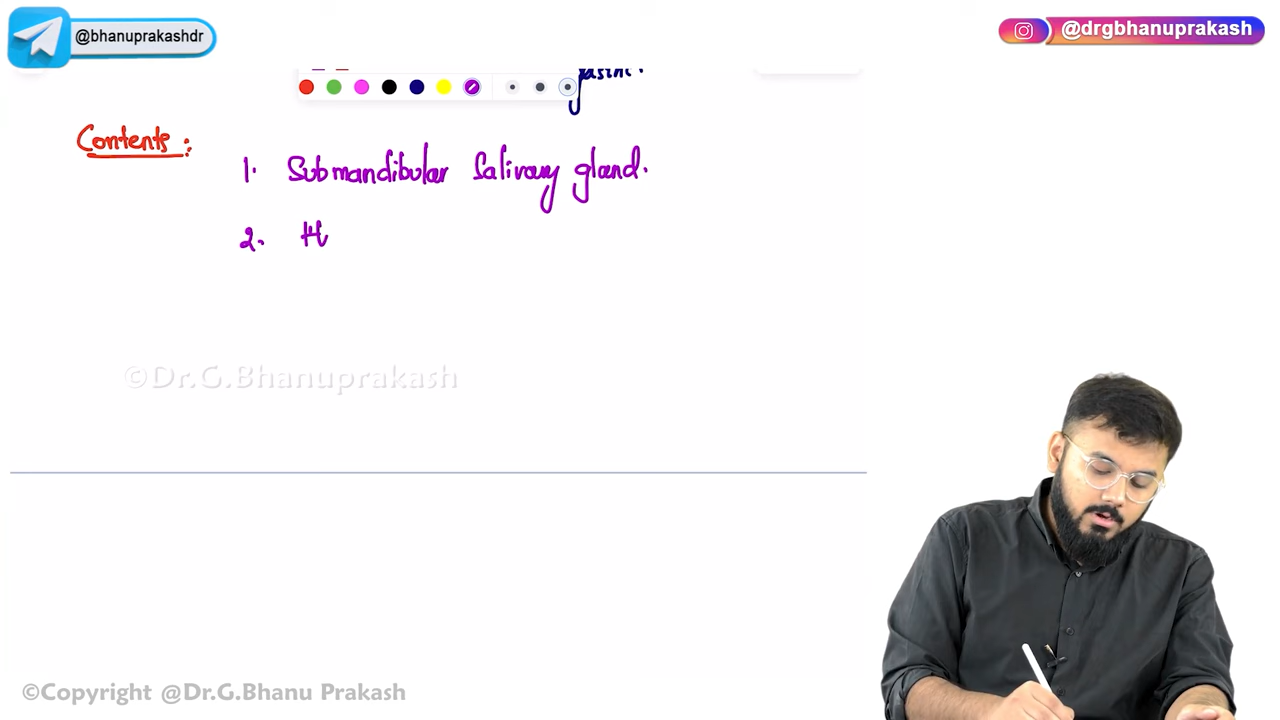 @bhanuprakashdr
@drgbhanuprakash
Contents :
1. Submandibular Salivary gland.
2. H
©Dr.G.Bhanuprakash
©Copyright @Dr.G.Bhanu Prakash